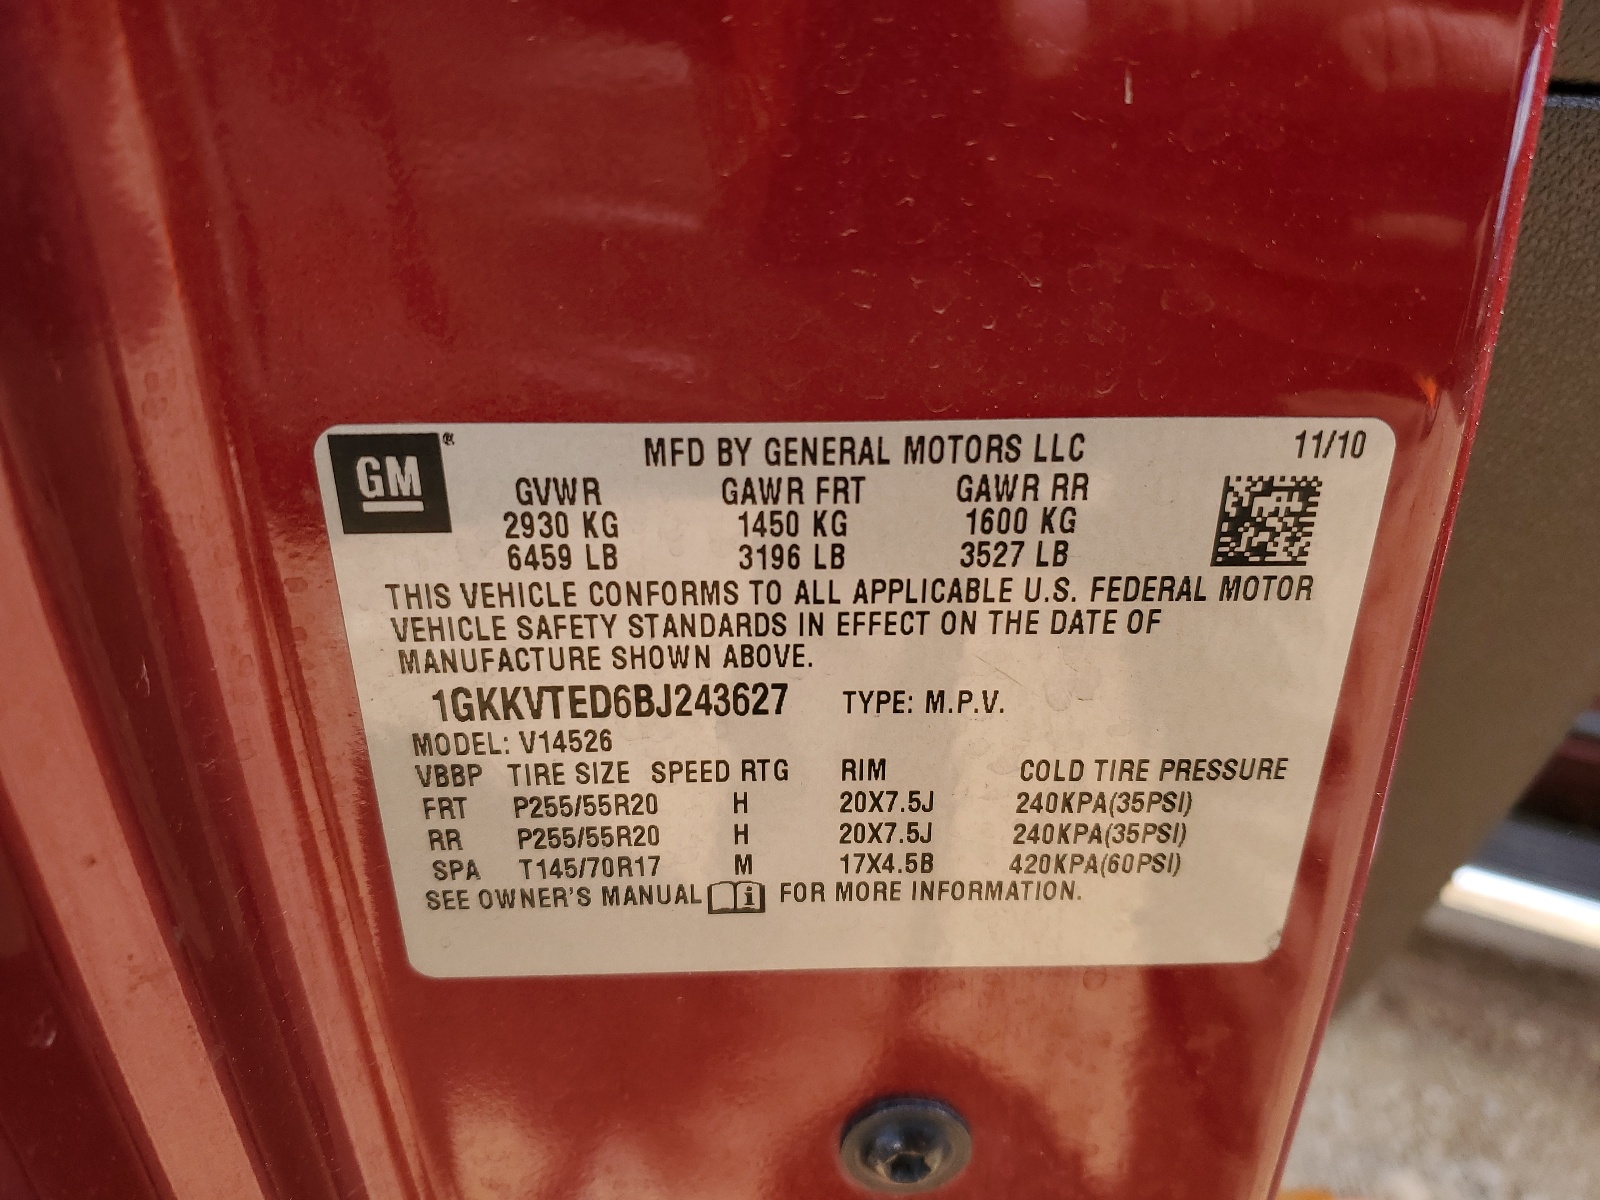 GM® MFD BY GENERAL MOTORS LLC 11/10
GVWR GAWR FRT GAWR RR
2930 KG 1450 KG 1600 KG
6459 LB 3196 LB 3527 LB
THIS VEHICLE CONFORMS TO ALL APPLICABLE U.S. FEDERAL MOTOR
VEHICLE SAFETY STANDARDS IN EFFECT ON THE DATE OF
MANUFACTURE SHOWN ABOVE.
1GKKVTED6BJ243627 TYPE: M.P.V.
MODEL: V14526
VBBP TIRE SIZE SPEED RTG RIM COLD TIRE PRESSURE
FRT P255/55R20 H 20X7.5J 240KPA(35PSI)
RR P255/55R20 H 20X7.5J 240KPA(35PSI)
SPA T145/70R17 M 17X4.5B 420KPA(60PSI)
SEE OWNER'S MANUAL i FOR MORE INFORMATION.